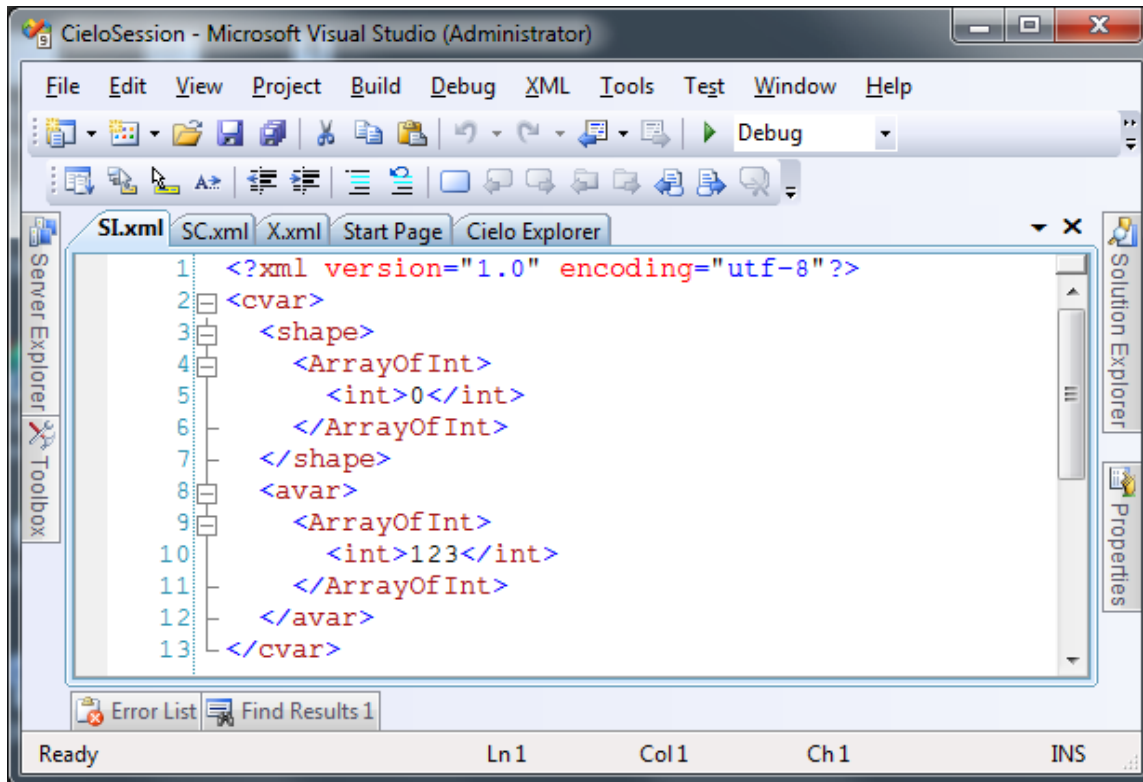 CieloSession - Microsoft Visual Studio (Administrator)
File Edit View Project Build Debug XML Tools Test Window Help
Debug
SI.xml SC.xml X.xml Start Page Cielo Explorer
Server Explorer
Toolbox
1 <?xml version="1.0" encoding="utf-8"?>
2 <cvar>
3 <shape>
4 <ArrayOfInt>
5 <int>0</int>
6 </ArrayOfInt>
7 </shape>
8 <avar>
9 <ArrayOfInt>
10 <int>123</int>
11 </ArrayOfInt>
12 </avar>
13 </cvar>
Solution Explorer
Properties
Error List Find Results 1
Ready Ln 1 Col 1 Ch 1 INS